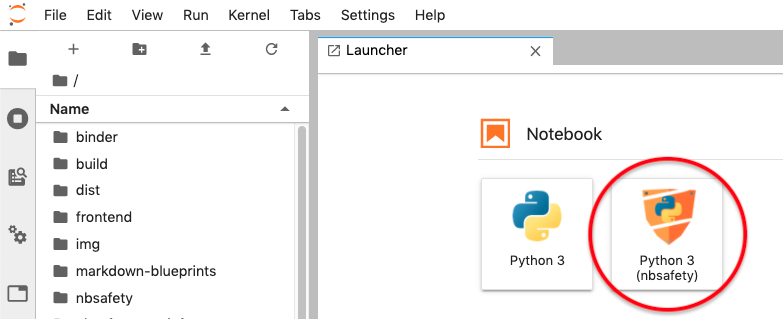 File Edit View Run Kernel Tabs Settings Help
Launcher
/
Name
binder
build
dist
frontend
img
markdown-blueprints
nbsafety
Notebook
Python 3
Python 3
(nbsafety)